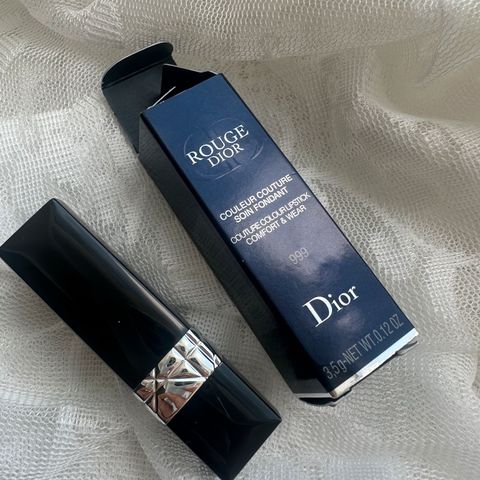 ROUGE
DIOR
COULEUR COUTURE
SOIN FONDANT
COUTURE COLOUR LIPSTICK
COMFORT & WEAR
999
Dior
3,5g-NET WT.0.12 OZ